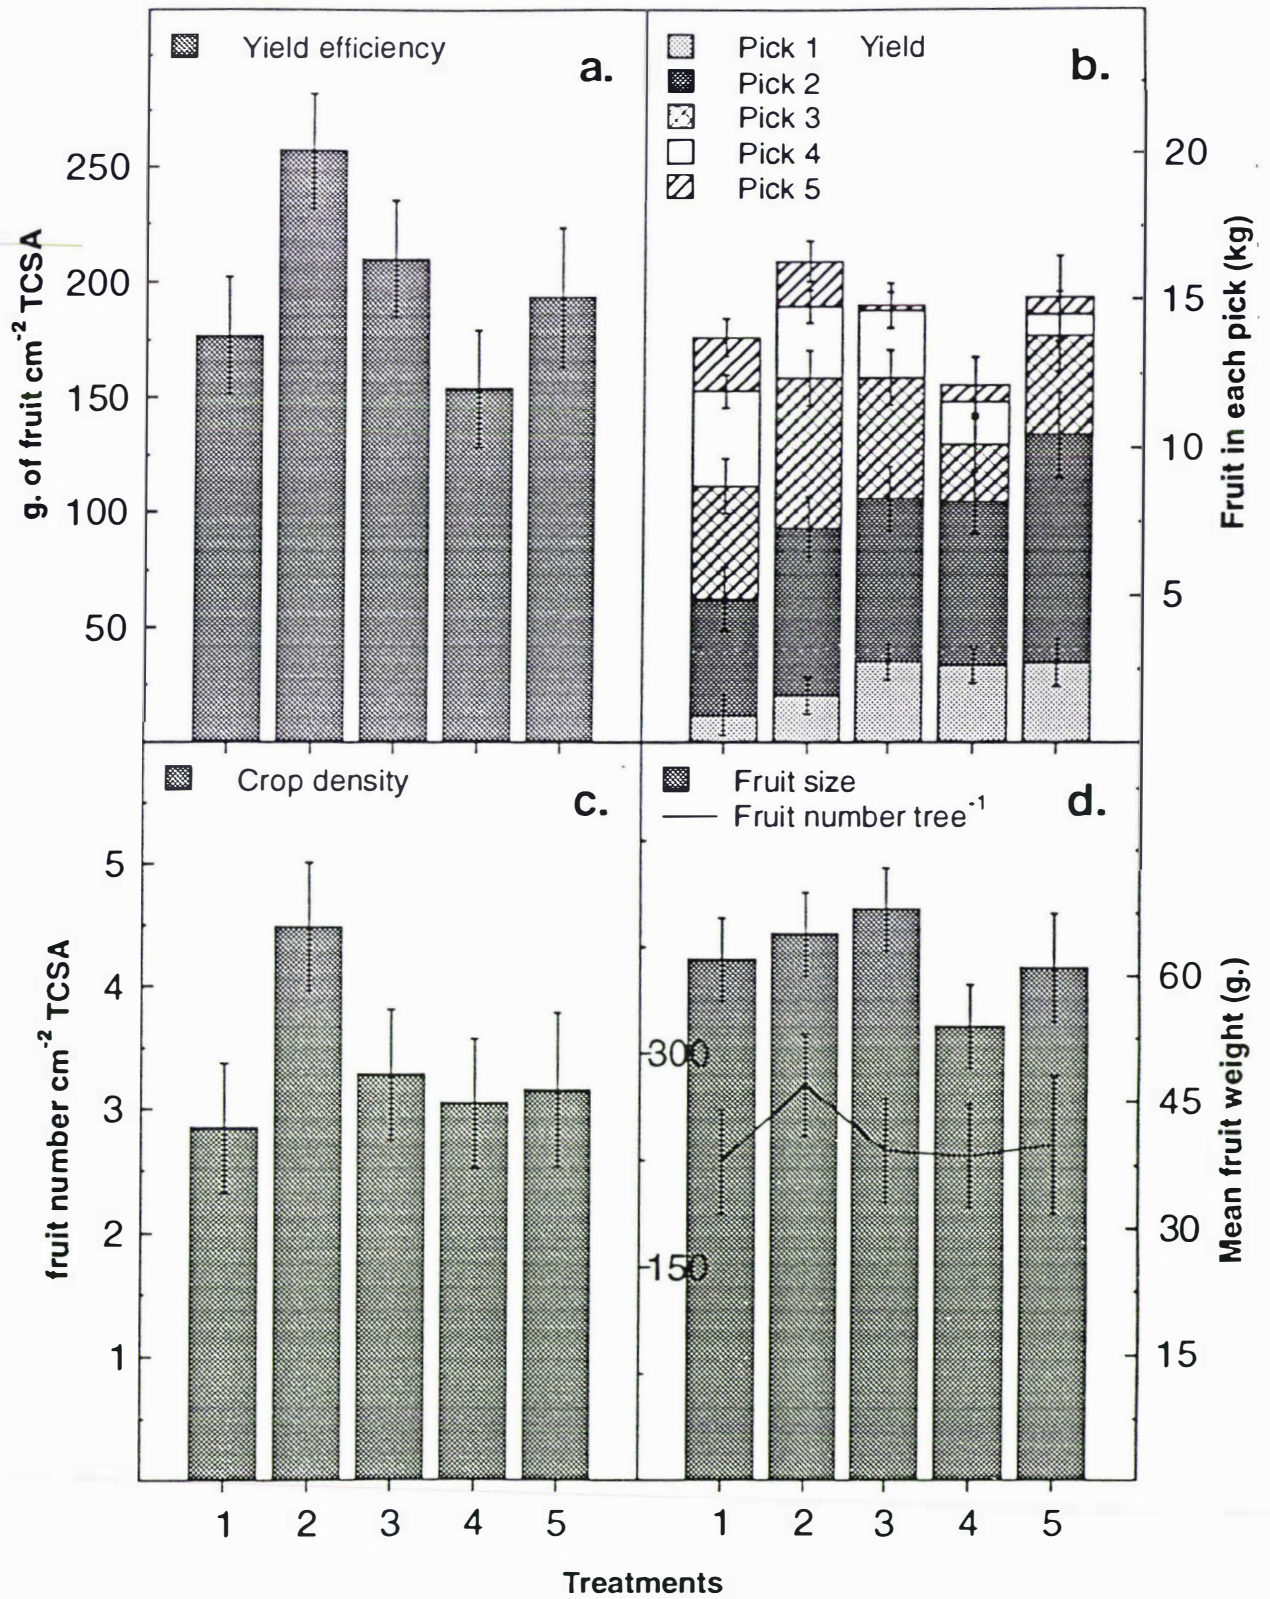 Yield efficiency
a.
250
200
150
100
50
g. of fruit cm⁻² TCSA
Pick 1 Yield
Pick 2
Pick 3
Pick 4
Pick 5
b.
20
15
10
5
Fruit in each pick (kg)
Crop density
c.
5
4
3
2
1
fruit number cm⁻² TCSA
1 2 3 4 5
Fruit size
Fruit number tree⁻¹
d.
300
150
60
45
30
15
Mean fruit weight (g.)
1 2 3 4 5
Treatments